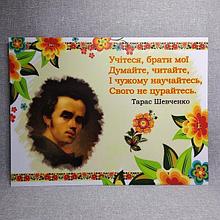 Учітеся, брати мої
Думайте, читайте,
І чужому научайтесь,
Свого не цурайтесь.
Тарас Шевченко